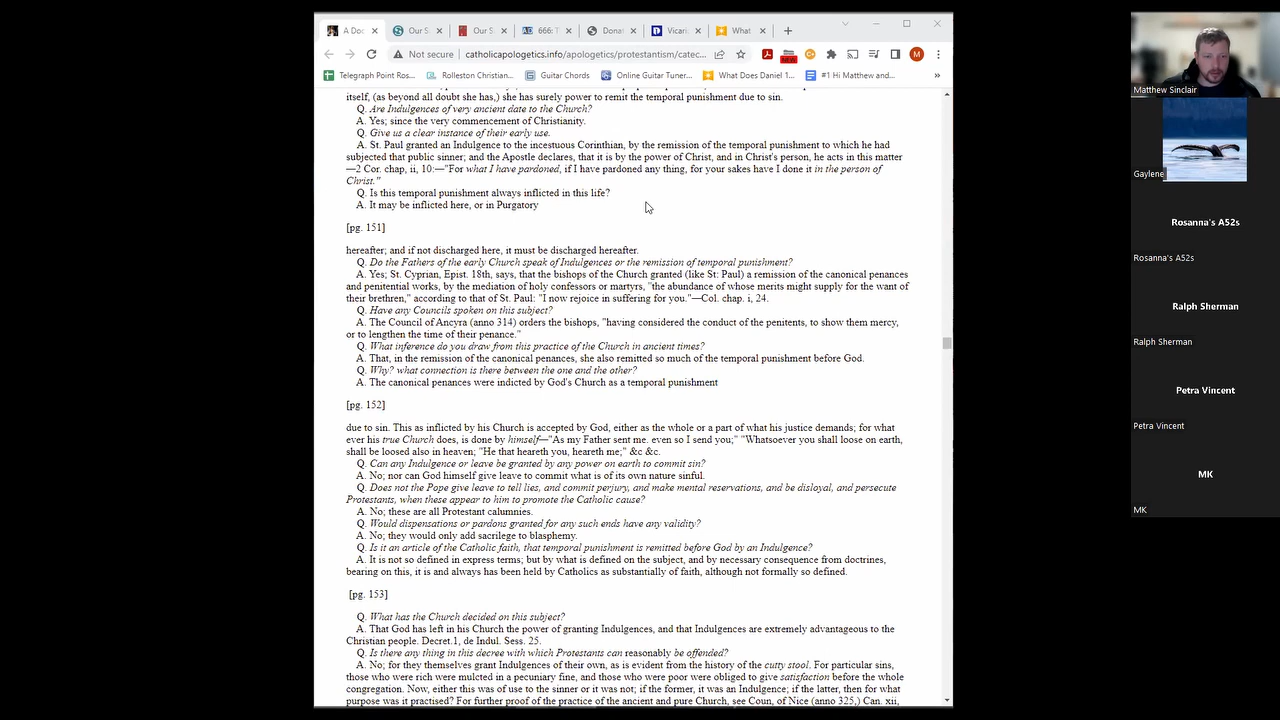 A Doc
Our S
Our S
666: T
Donat
Vicari
What
Not secure
catholicapologetics.info/apologetics/protestantism/catec...
NEW
M
Telegraph Point Ros...
Rolleston Christian...
Guitar Chords
Online Guitar Tuner...
What Does Daniel 1...
#1 Hi Matthew and...
»
itself, (as beyond all doubt she has,) she has surely power to remit the temporal punishment due to sin.
Q. Are Indulgences of very ancient date to the Church?
A. Yes; since the very commencement of Christianity.
Q. Give us a clear instance of their early use.
A. St. Paul granted an Indulgence to the incestuous Corinthian, by the remission of the temporal punishment to which he had
subjected that public sinner; and the Apostle declares, that it is by the power of Christ, and in Christ's person, he acts in this matter
—2 Cor. chap, ii, 10:—"For what I have pardoned, if I have pardoned any thing, for your sakes have I done it in the person of
Christ."
Q. Is this temporal punishment always inflicted in this life?
A. It may be inflicted here, or in Purgatory
[pg. 151]
hereafter; and if not discharged here, it must be discharged hereafter.
Q. Do the Fathers of the early Church speak of Indulgences or the remission of temporal punishment?
A. Yes; St. Cyprian, Epist. 18th, says, that the bishops of the Church granted (like St: Paul) a remission of the canonical penances
and penitential works, by the mediation of holy confessors or martyrs, "the abundance of whose merits might supply for the want of
their brethren," according to that of St. Paul: "I now rejoice in suffering for you."—Col. chap. i, 24.
Q. Have any Councils spoken on this subject?
A. The Council of Ancyra (anno 314) orders the bishops, "having considered the conduct of the penitents, to show them mercy,
or to lengthen the time of their penance."
Q. What inference do you draw from this practice of the Church in ancient times?
A. That, in the remission of the canonical penances, she also remitted so much of the temporal punishment before God.
Q. Why? what connection is there between the one and the other?
A. The canonical penances were indicted by God's Church as a temporal punishment
[pg. 152]
due to sin. This as inflicted by his Church is accepted by God, either as the whole or a part of what his justice demands; for what
ever his true Church does, is done by himself—"As my Father sent me. even so I send you;" "Whatsoever you shall loose on earth,
shall be loosed also in heaven; "He that heareth you, heareth me;" &c &c.
Q. Can any Indulgence or leave be granted by any power on earth to commit sin?
A. No; nor can God himself give leave to commit what is of its own nature sinful.
Q. Does not the Pope give leave to tell lies, and commit perjury, and make mental reservations, and be disloyal, and persecute
Protestants, when these appear to him to promote the Catholic cause?
A. No; these are all Protestant calumnies.
Q. Would dispensations or pardons granted for any such ends have any validity?
A. No; they would only add sacrilege to blasphemy.
Q. Is it an article of the Catholic faith, that temporal punishment is remitted before God by an Indulgence?
A. It is not so defined in express terms; but by what is defined on the subject, and by necessary consequence from doctrines,
bearing on this, it is and always has been held by Catholics as substantially of faith, although not formally so defined.
[pg. 153]
Q. What has the Church decided on this subject?
A. That God has left in his Church the power of granting Indulgences, and that Indulgences are extremely advantageous to the
Christian people. Decret.1, de Indul. Sess. 25.
Q. Is there any thing in this decree with which Protestants can reasonably be offended?
A. No; for they themselves grant Indulgences of their own, as is evident from the history of the cutty stool. For particular sins,
those who were rich were mulcted in a pecuniary fine, and those who were poor were obliged to give satisfaction before the whole
congregation. Now, either this was of use to the sinner or it was not; if the former, it was an Indulgence; if the latter, then for what
purpose was it practised? For further proof of the practice of the ancient and pure Church, see Coun, of Nice (anno 325,) Can. xii,
Matthew Sinclair
Gaylene
Rosanna's A52s
Rosanna's A52s
Ralph Sherman
Ralph Sherman
Petra Vincent
Petra Vincent
MK
MK